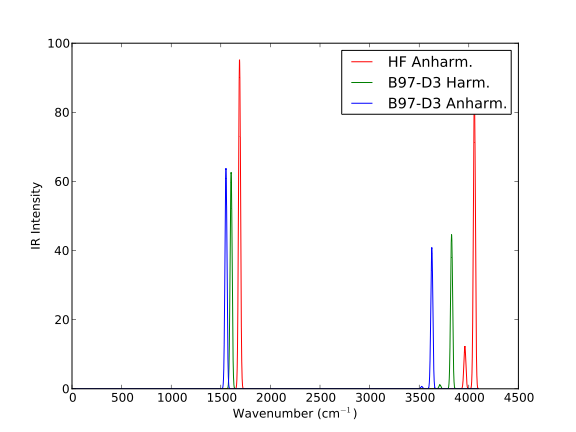 100
80
60
40
20
0
IR Intensity
HF Anharm.
B97-D3 Harm.
B97-D3 Anharm.
0 500 1000 1500 2000 2500 3000 3500 4000 4500
Wavenumber (cm⁻¹)